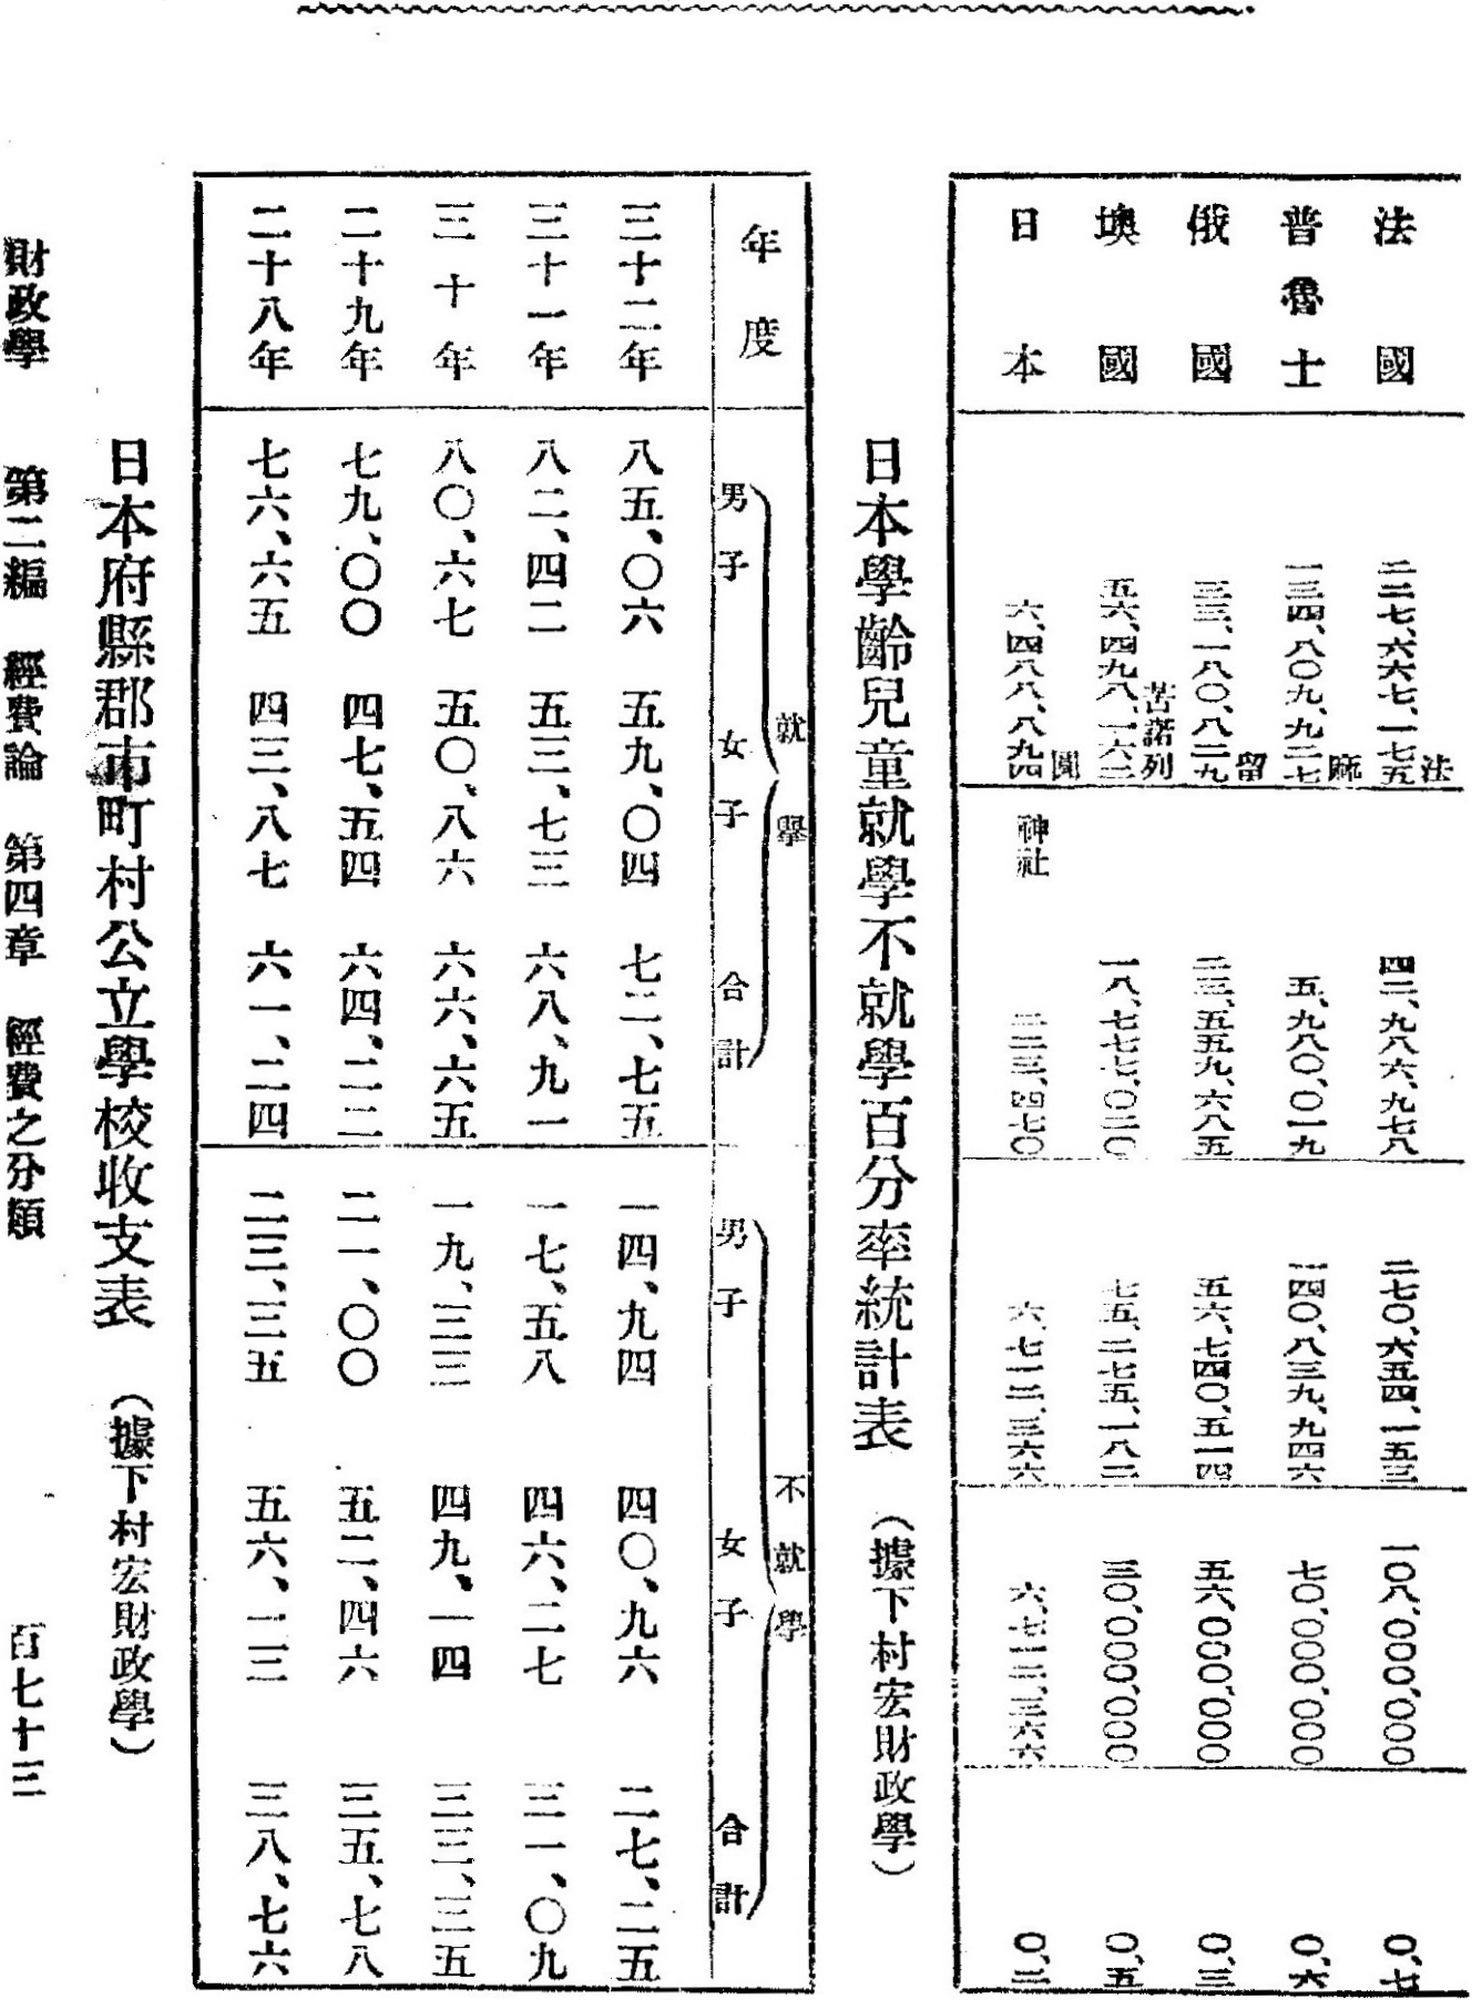 法國 法 二二七、六六七、一七五 四二、九八六、九七八 二七〇、六五四、一五三 一〇八、〇〇〇、〇〇〇 〇、七
普魯士 麻 一三四、八〇九、九二七 五、九八〇、〇一九 一四〇、八三九、九四六 七〇、〇〇〇、〇〇〇 〇、六
俄國 留 三三、一八〇、八二九 二三、五五九、六八五 五六、七四〇、五一四 五六、〇〇〇、〇〇〇 〇、三
墺國 苦諾列 五六、四九八、一六二 一八、七七七、〇二〇 七五、二七五、一八二 三〇、〇〇〇、〇〇〇 〇、五
日本 圓 六、四八八、八九四 神社 二二三、四七〇 六、七一二、三六六 六、七一二、三六六 〇、二
日本學齡兒童就學不就學百分率統計表 (據下村宏財政學)
就學 不就學
年度 男子 女子 合計 男子 女子 合計
三十二年 八五、〇六 五九、〇四 七二、七五 一四、九四 四〇、九六 二七、二五
三十一年 八二、四二 五三、七三 六八、九一 一七、五八 四六、二七 三一、〇九
三十年 八〇、六七 五〇、八六 六六、六五 一九、三三 四九、一四 三三、三五
二十九年 七九、〇〇 四七、五四 六四、二二 二一、〇〇 五二、四六 三五、七八
二十八年 七六、六五 四三、八七 六一、二四 二三、三五 五六、一三 三八、七六
日本府縣郡市町村公立學校收支表 (據下村宏財政學)
財政學 第二編 經費論 第四章 經費之分類 百七十三